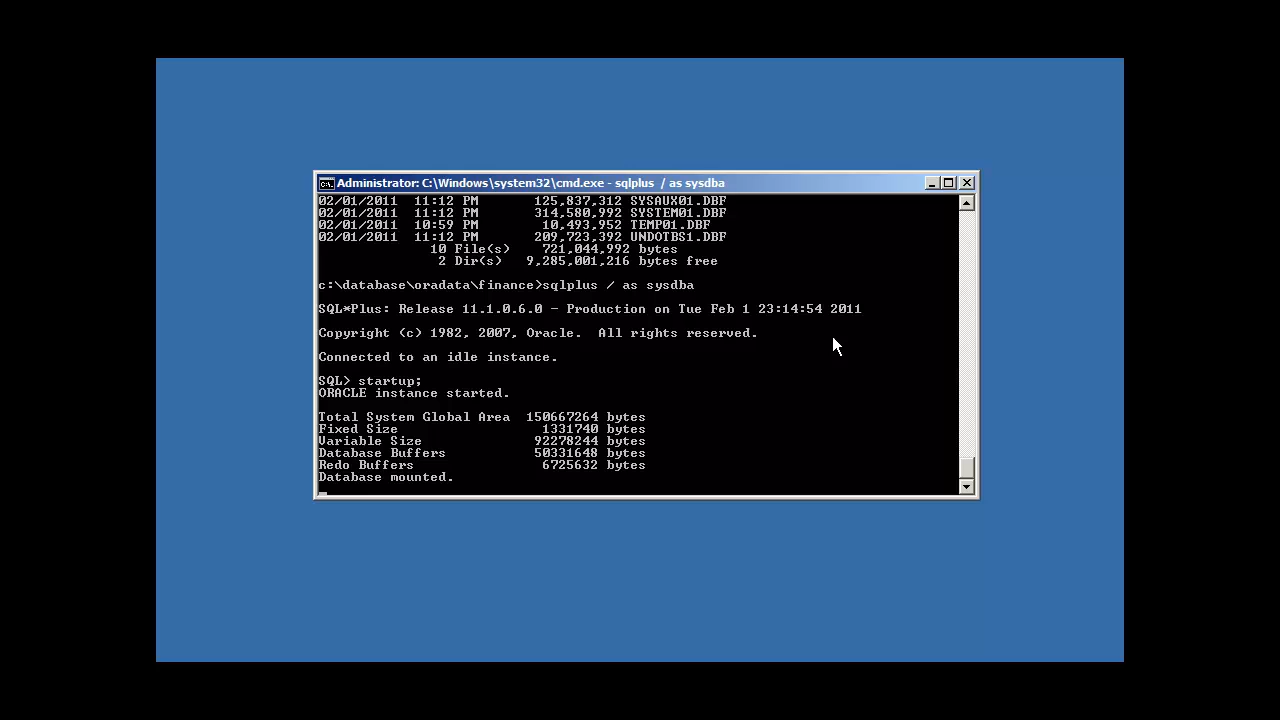 Administrator: C:\Windows\system32\cmd.exe - sqlplus / as sysdba
02/01/2011  11:12 PM       125,837,312 SYSAUX01.DBF
02/01/2011  11:12 PM       314,580,992 SYSTEM01.DBF
02/01/2011  10:59 PM        10,493,952 TEMP01.DBF
02/01/2011  11:12 PM       209,723,392 UNDOTBS1.DBF
              10 File(s)    721,044,992 bytes
               2 Dir(s)   9,285,001,216 bytes free
c:\database\oradata\finance>sqlplus / as sysdba
SQL*Plus: Release 11.1.0.6.0 - Production on Tue Feb 1 23:14:54 2011
Copyright (c) 1982, 2007, Oracle.  All rights reserved.
Connected to an idle instance.
SQL> startup;
ORACLE instance started.
Total System Global Area  150667264 bytes
Fixed Size                  1331740 bytes
Variable Size              92278244 bytes
Database Buffers           50331648 bytes
Redo Buffers                6725632 bytes
Database mounted.